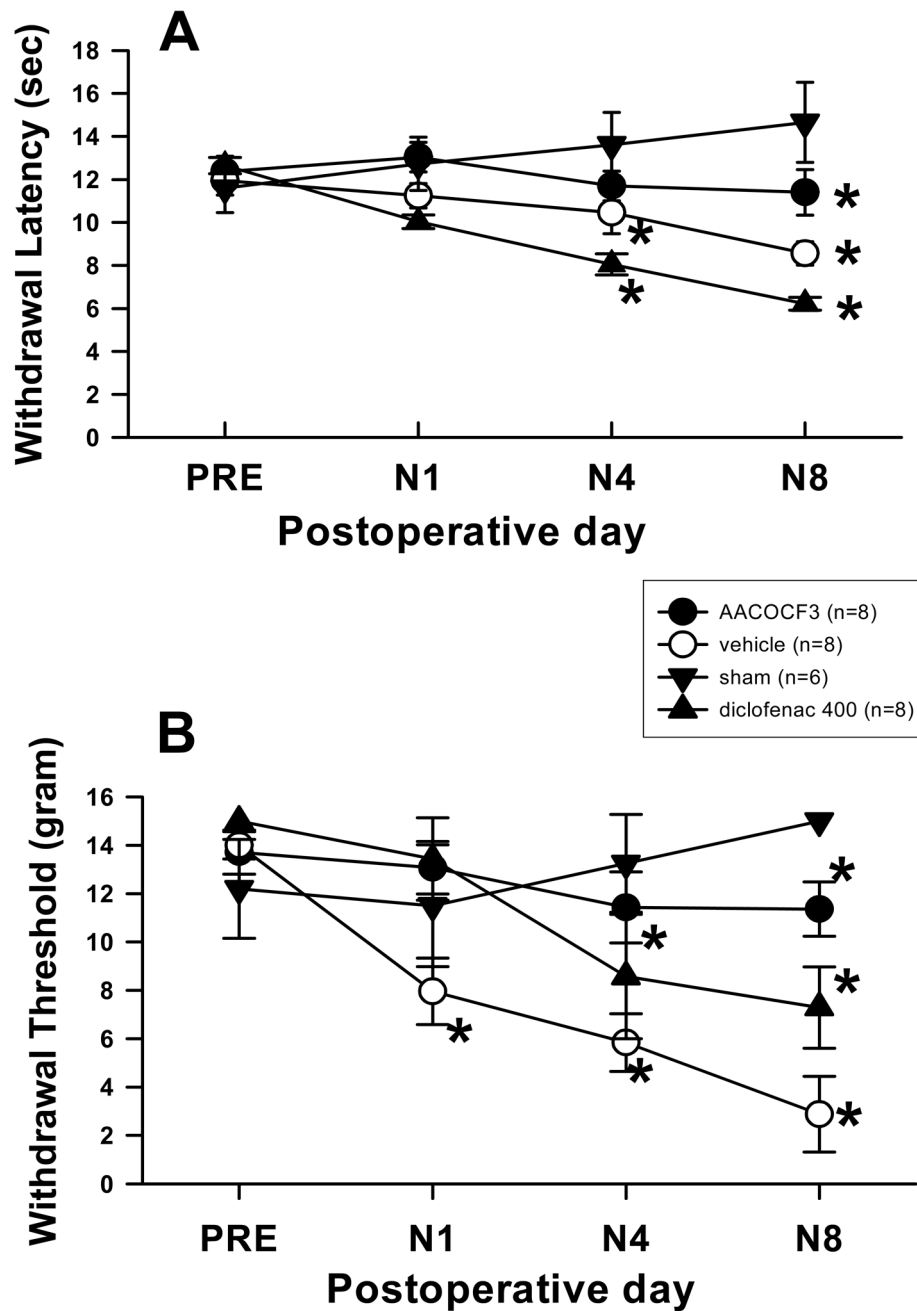 A
Withdrawal Latency (sec)
18
16
14
12
10
8
6
4
2
0
*
*
*
*
*
PRE N1 N4 N8
Postoperative day
AACOCF3 (n=8)
vehicle (n=8)
sham (n=6)
diclofenac 400 (n=8)
B
Withdrawal Threshold (gram)
16
14
12
10
8
6
4
2
0
*
*
*
*
*
*
PRE N1 N4 N8
Postoperative day